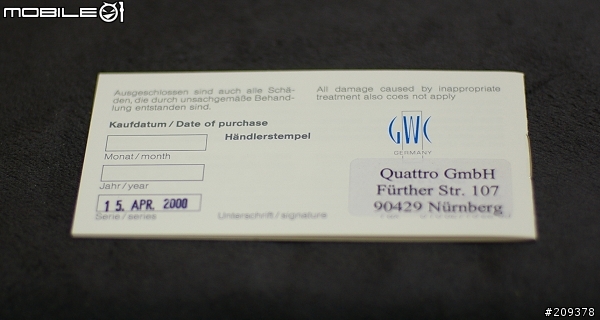 MOBILE01
Ausgeschlossen sind auch alle Schä-
den, die durch unsachgemäße Behand-
lung entstanden sind.
All damage caused by inappropriate
treatment also coes not apply
Kaufdatum / Date of purchase
Händlerstempel
Monat / month
Jahr / year
15. APR. 2000
Serie / series
Unterschrift / signature
GWC
GERMANY
Quattro GmbH
Fürther Str. 107
90429 Nürnberg
#209378